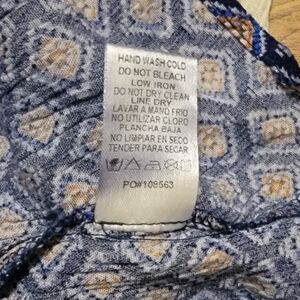 HAND WASH COLD
DO NOT BLEACH
LOW IRON
DO NOT DRY CLEAN
LINE DRY
LAVAR A MANO FRIO
NO UTILIZAR CLORO
PLANCHA BAJA
NO LIMPIAR EN SECO
TENDER PARA SECAR
PO#108563